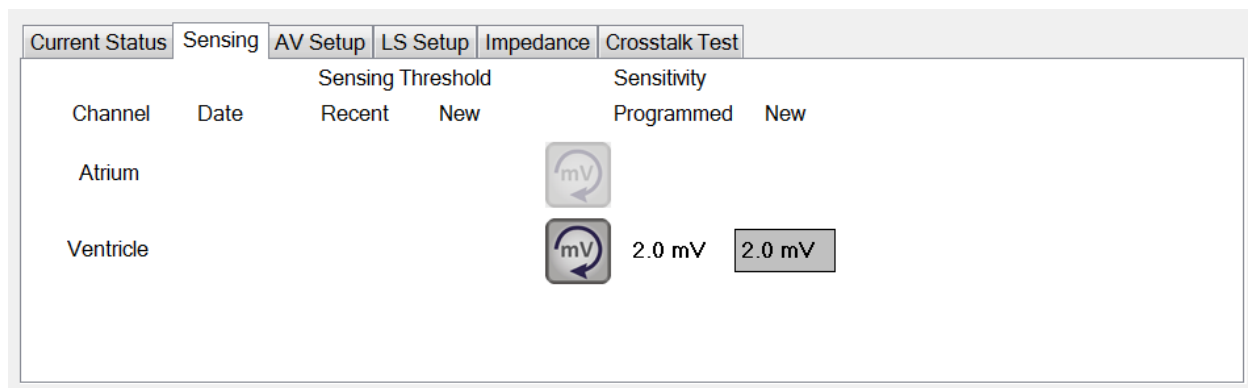 Current Status Sensing AV Setup LS Setup Impedance Crosstalk Test
Sensing Threshold Sensitivity
Channel Date Recent New Programmed New
Atrium mV
Ventricle mV 2.0 mV 2.0 mV